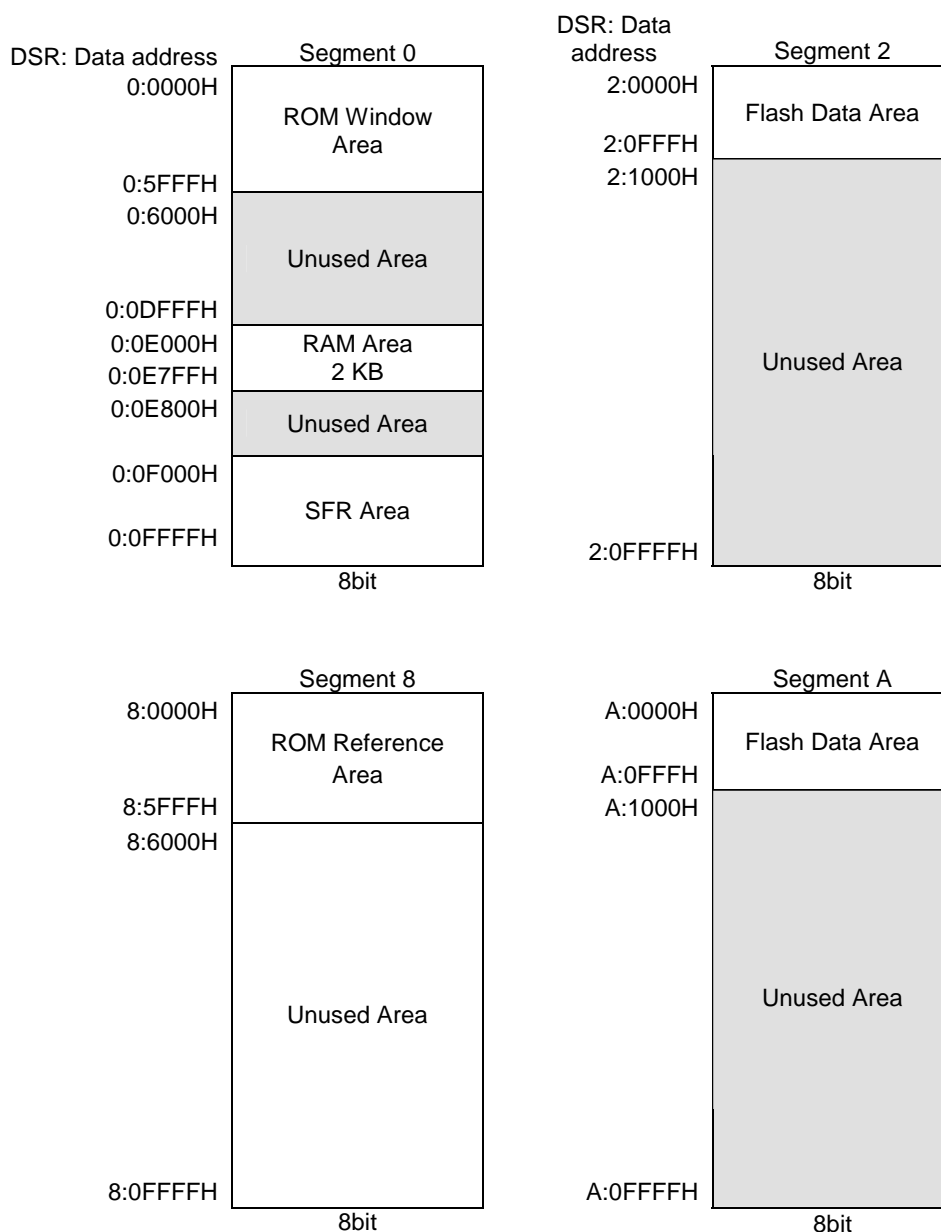 DSR: Data address
Segment 0
0:0000H
ROM Window
Area
0:5FFFH
0:6000H
Unused Area
0:0DFFFH
0:0E000H
RAM Area
2 KB
0:0E7FFH
0:0E800H
Unused Area
0:0F000H
SFR Area
0:0FFFFH
8bit
DSR: Data
address
Segment 2
2:0000H
Flash Data Area
2:0FFFH
2:1000H
Unused Area
2:0FFFFH
8bit
Segment 8
8:0000H
ROM Reference
Area
8:5FFFH
8:6000H
Unused Area
8:0FFFFH
8bit
Segment A
A:0000H
Flash Data Area
A:0FFFH
A:1000H
Unused Area
A:0FFFFH
8bit